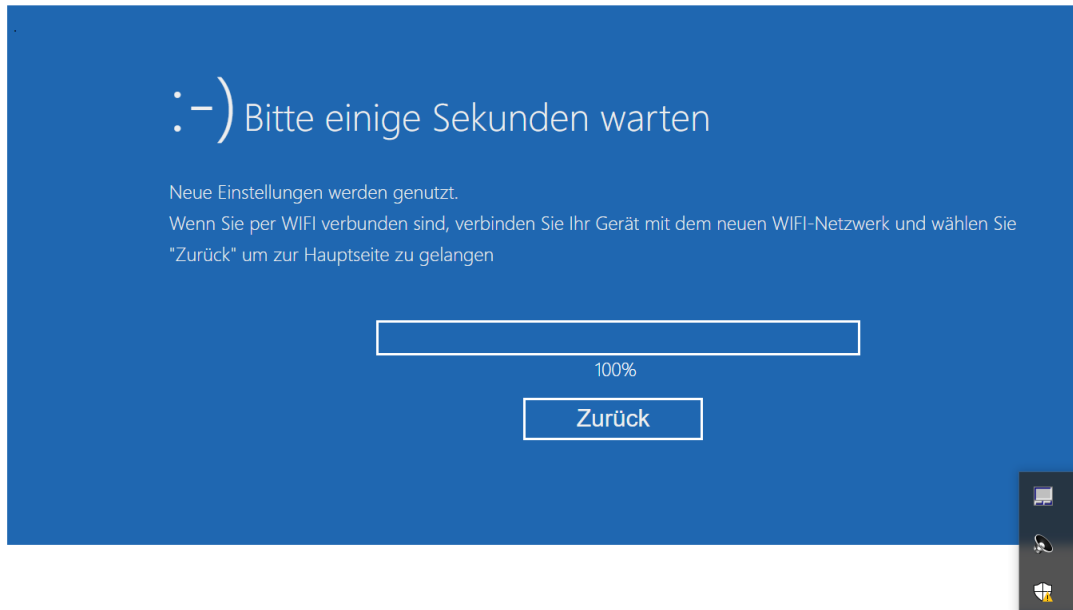 :-) Bitte einige Sekunden warten
Neue Einstellungen werden genutzt.
Wenn Sie per WIFI verbunden sind, verbinden Sie Ihr Gerät mit dem neuen WIFI-Netzwerk und wählen Sie
"Zurück" um zur Hauptseite zu gelangen
100%
Zurück